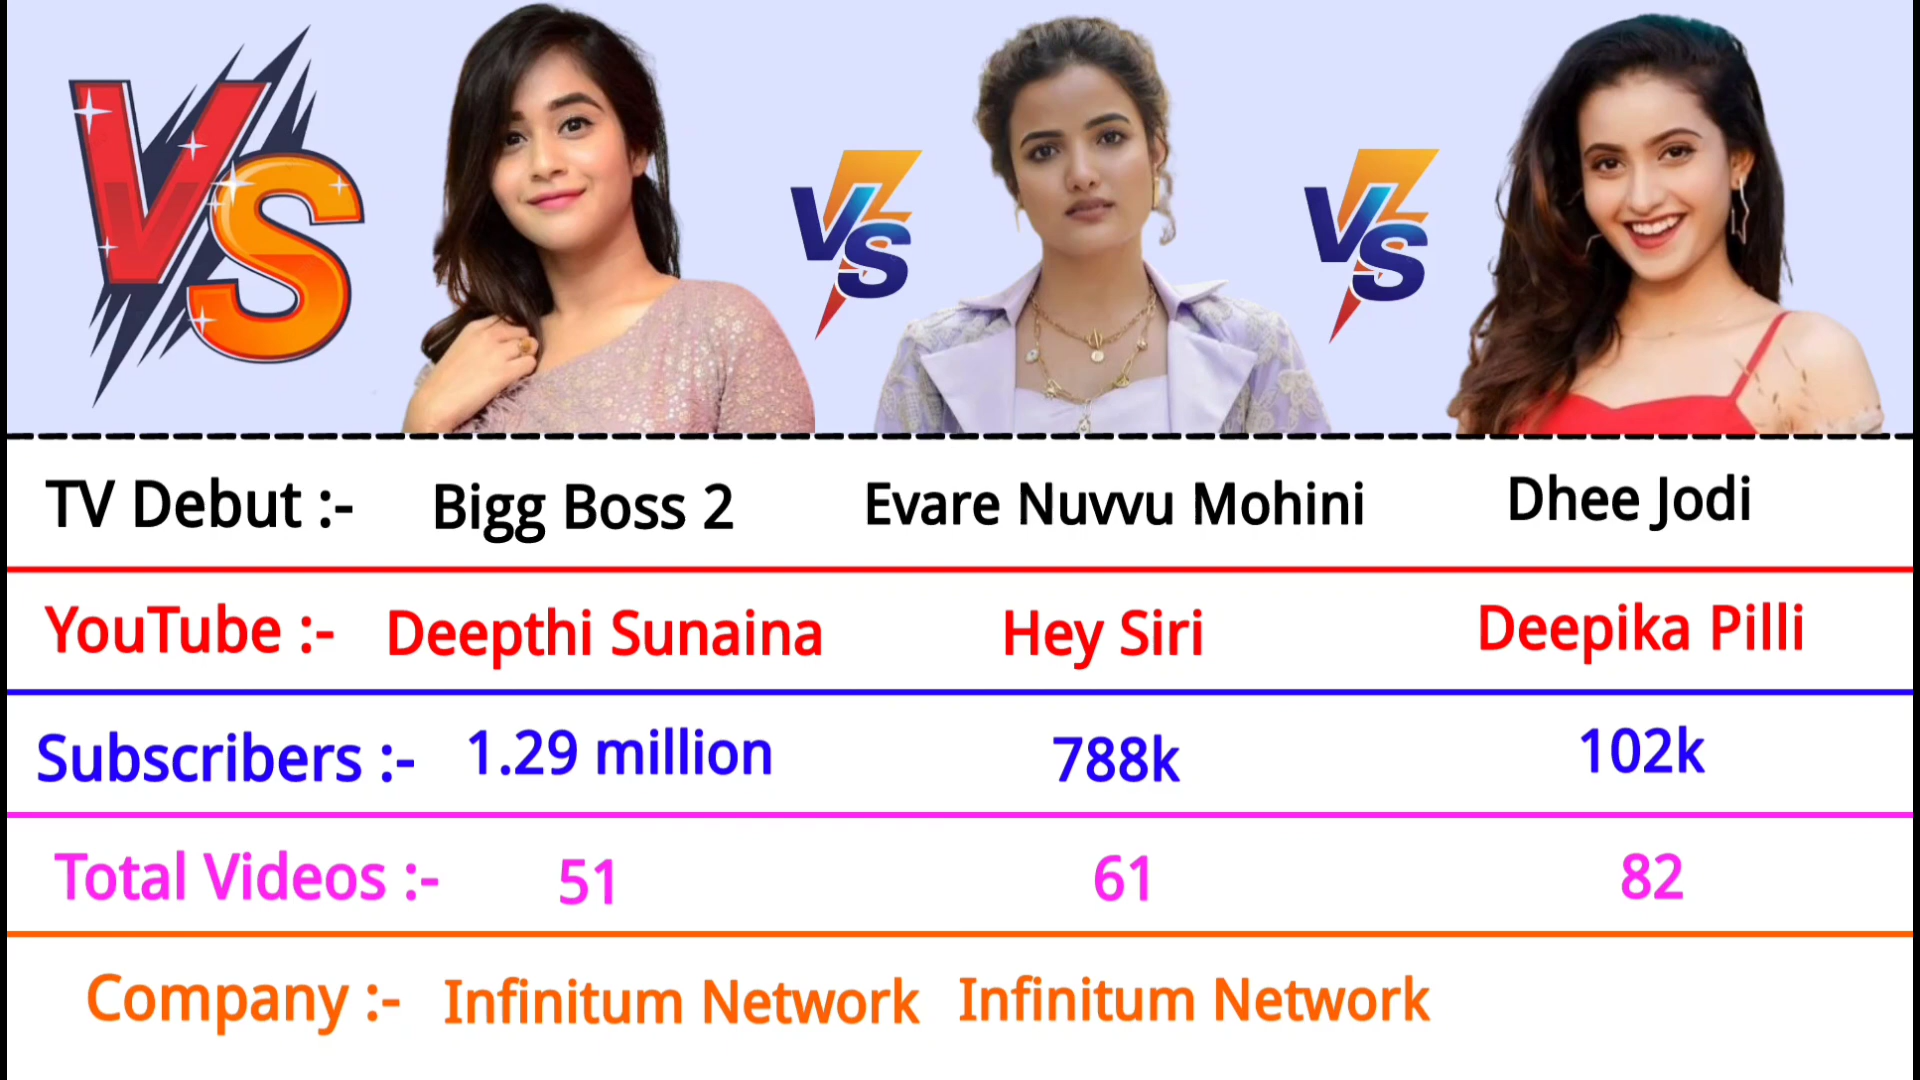 VS
VS
VS
TV Debut :- Bigg Boss 2 Evare Nuvvu Mohini Dhee Jodi
YouTube :- Deepthi Sunaina Hey Siri Deepika Pilli
Subscribers :- 1.29 million 788k 102k
Total Videos :- 51 61 82
Company :- Infinitum Network Infinitum Network